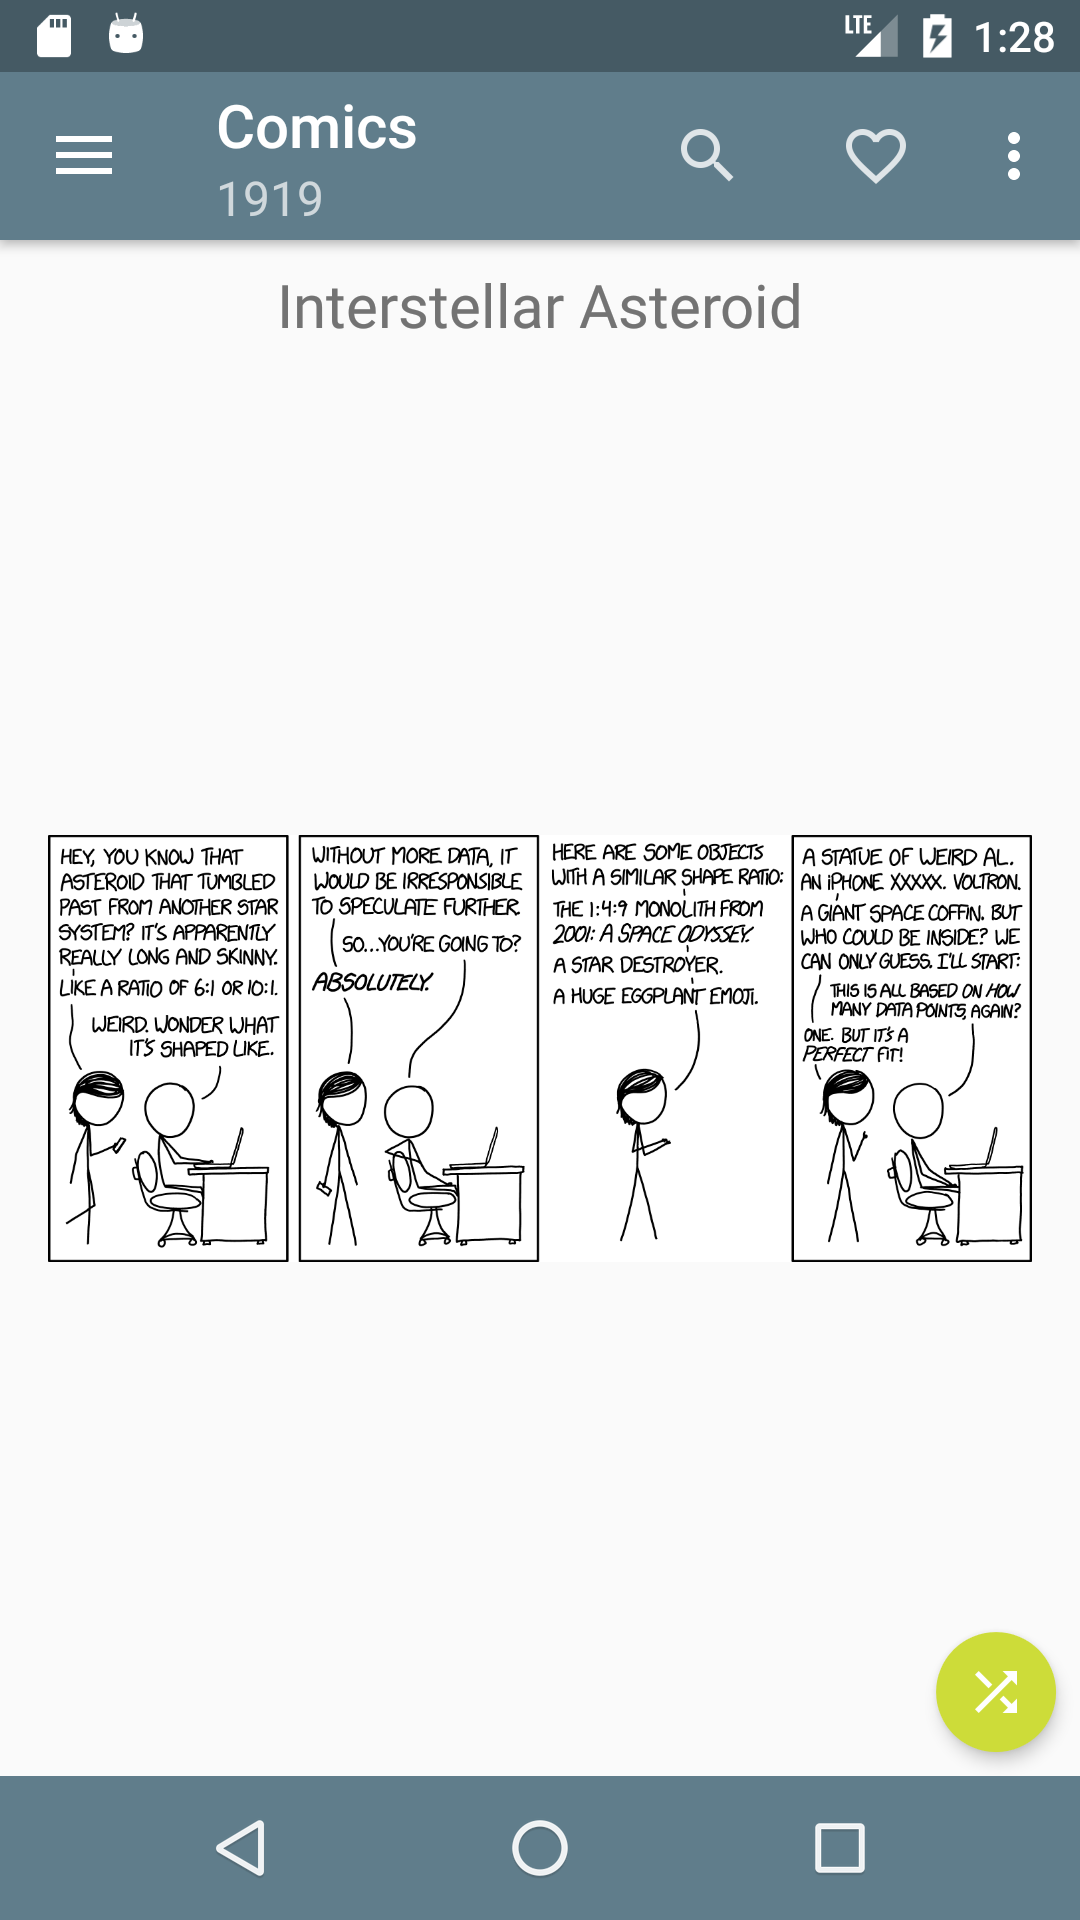 LTE 1:28
Comics
1919
Interstellar Asteroid
HEY, YOU KNOW THAT
ASTEROID THAT TUMBLED
PAST FROM ANOTHER STAR
SYSTEM? IT'S APPARENTLY
REALLY LONG AND SKINNY.
LIKE A RATIO OF 6:1 OR 10:1.
WEIRD. WONDER WHAT
IT'S SHAPED LIKE.
WITHOUT MORE DATA, IT
WOULD BE IRRESPONSIBLE
TO SPECULATE FURTHER.
SO...YOU'RE GOING TO?
ABSOLUTELY.
HERE ARE SOME OBJECTS
WITH A SIMILAR SHAPE RATIO:
THE 1:4:9 MONOLITH FROM
2001: A SPACE ODYSSEY.
A STAR DESTROYER.
A HUGE EGGPLANT EMOJI.
A STATUE OF WEIRD AL.
AN iPHONE XXXXX. VOLTRON.
A GIANT SPACE COFFIN. BUT
WHO COULD BE INSIDE? WE
CAN ONLY GUESS. I'LL START:
THIS IS ALL BASED ON HOW
MANY DATA POINTS, AGAIN?
ONE. BUT IT'S A
PERFECT FIT!